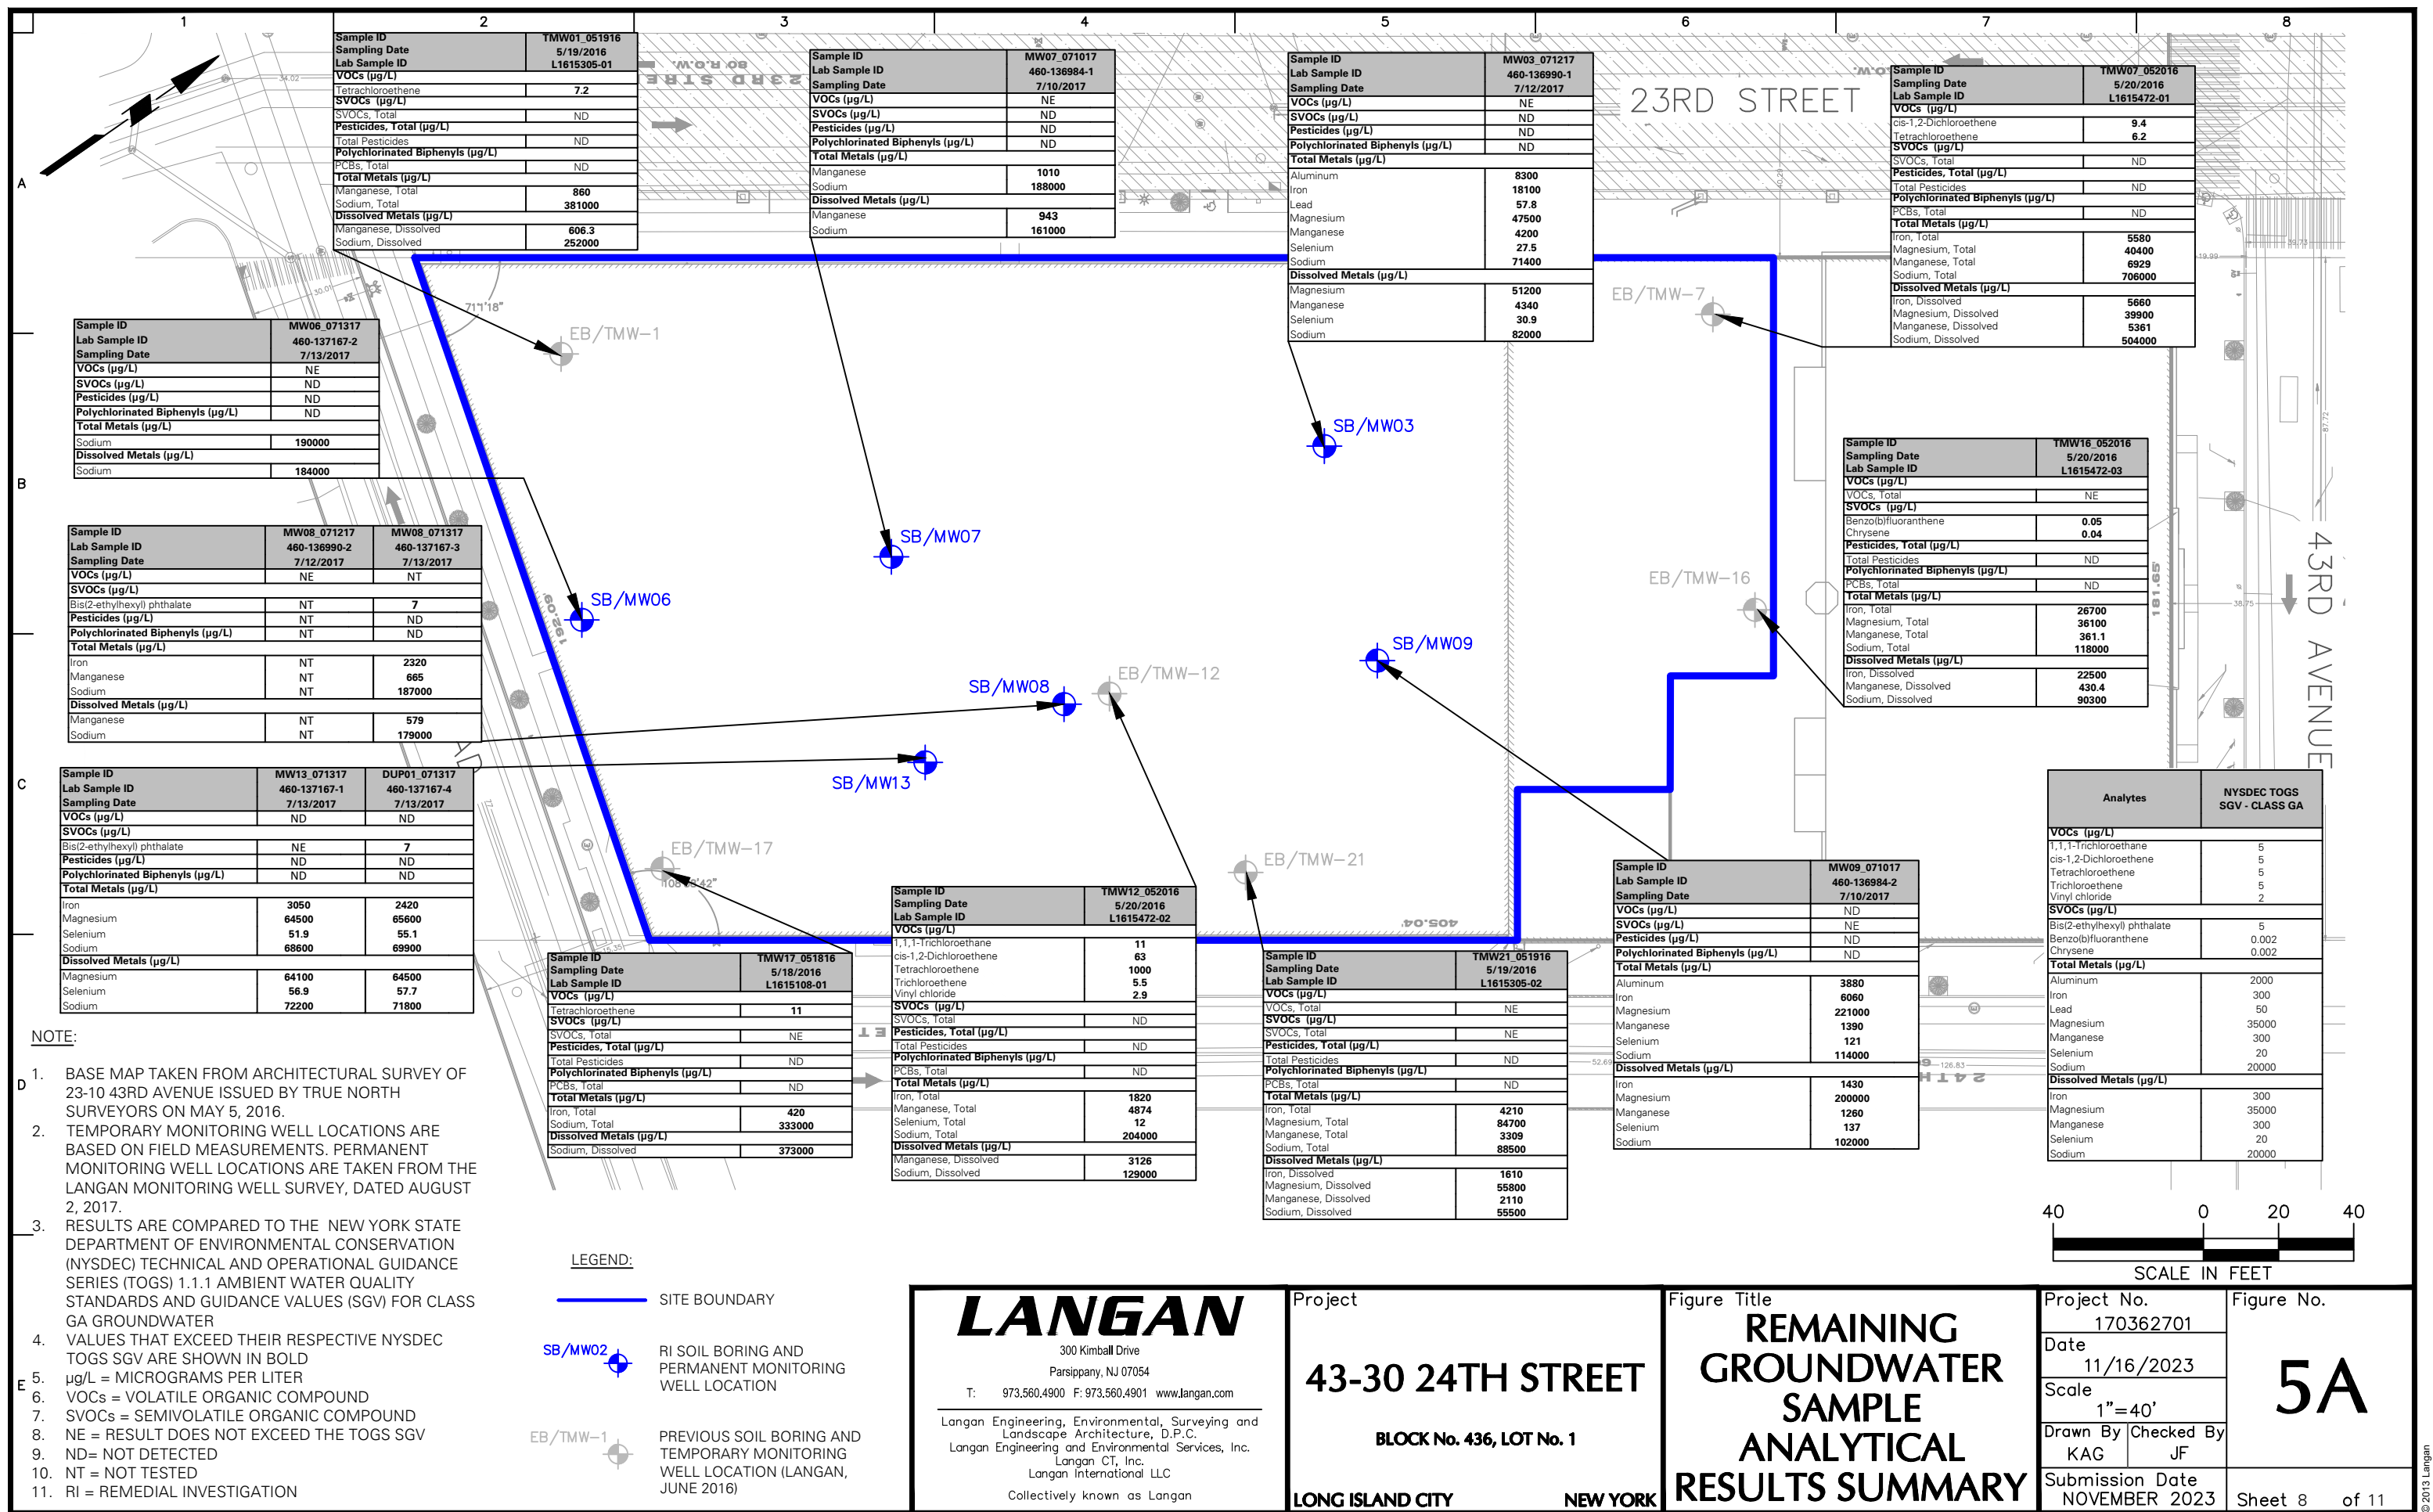 1 2 3 4 5 6 7 8
A
B
C
D
E
Sample ID TMW01_051916
Sampling Date 5/19/2016
Lab Sample ID L1615305-01
VOCs (µg/L)
Tetrachloroethene 7.2
SVOCs (µg/L)
SVOCs, Total ND
Pesticides, Total (µg/L)
Total Pesticides ND
Polychlorinated Biphenyls (µg/L)
PCBs, Total ND
Total Metals (µg/L)
Manganese, Total 860
Sodium, Total 381000
Dissolved Metals (µg/L)
Manganese, Dissolved 606.3
Sodium, Dissolved 252000
Sample ID MW07_071017
Lab Sample ID 460-136984-1
Sampling Date 7/10/2017
VOCs (µg/L) NE
SVOCs (µg/L) ND
Pesticides (µg/L) ND
Polychlorinated Biphenyls (µg/L) ND
Total Metals (µg/L)
Manganese 1010
Sodium 188000
Dissolved Metals (µg/L)
Manganese 943
Sodium 161000
Sample ID MW03_071217
Lab Sample ID 460-136990-1
Sampling Date 7/12/2017
VOCs (µg/L) NE
SVOCs (µg/L) ND
Pesticides (µg/L) ND
Polychlorinated Biphenyls (µg/L) ND
Total Metals (µg/L)
Aluminum 8300
Iron 18100
Lead 57.8
Magnesium 47500
Manganese 4200
Selenium 27.5
Sodium 71400
Dissolved Metals (µg/L)
Magnesium 51200
Manganese 4340
Selenium 30.9
Sodium 82000
23RD STREET
Sample ID TMW07_052016
Sampling Date 5/20/2016
Lab Sample ID L1615472-01
VOCs (µg/L)
cis-1,2-Dichloroethene 9.4
Tetrachloroethene 6.2
SVOCs (µg/L)
SVOCs, Total ND
Pesticides, Total (µg/L)
Total Pesticides ND
Polychlorinated Biphenyls (µg/L)
PCBs, Total ND
Total Metals (µg/L)
Iron, Total 5580
Magnesium, Total 40400
Manganese, Total 6929
Sodium, Total 706000
Dissolved Metals (µg/L)
Iron, Dissolved 5660
Magnesium, Dissolved 39900
Manganese, Dissolved 5361
Sodium, Dissolved 504000
80 R.O.W.
34.02
30.01
71°1'18"
40.29
19.99
39.73
87.72
EB/TMW-1
EB/TMW-7
Sample ID MW06_071317
Lab Sample ID 460-137167-2
Sampling Date 7/13/2017
VOCs (µg/L) NE
SVOCs (µg/L) ND
Pesticides (µg/L) ND
Polychlorinated Biphenyls (µg/L) ND
Total Metals (µg/L)
Sodium 190000
Dissolved Metals (µg/L)
Sodium 184000
SB/MW03
Sample ID TMW16_052016
Sampling Date 5/20/2016
Lab Sample ID L1615472-03
VOCs (µg/L)
VOCs, Total NE
SVOCs (µg/L)
Benzo(b)fluoranthene 0.05
Chrysene 0.04
Pesticides, Total (µg/L)
Total Pesticides ND
Polychlorinated Biphenyls (µg/L)
PCBs, Total ND
Total Metals (µg/L)
Iron, Total 26700
Magnesium, Total 36100
Manganese, Total 361.1
Sodium, Total 118000
Dissolved Metals (µg/L)
Iron, Dissolved 22500
Manganese, Dissolved 430.4
Sodium, Dissolved 90300
Sample ID MW08_071217 MW08_071317
Lab Sample ID 460-136990-2 460-137167-3
Sampling Date 7/12/2017 7/13/2017
VOCs (µg/L) NE NT
SVOCs (µg/L)
Bis(2-ethylhexyl) phthalate NT 7
Pesticides (µg/L) NT ND
Polychlorinated Biphenyls (µg/L) NT ND
Total Metals (µg/L)
Iron NT 2320
Manganese NT 665
Sodium NT 187000
Dissolved Metals (µg/L)
Manganese NT 579
Sodium NT 179000
SB/MW07
SB/MW06
192.09
EB/TMW-16
181.65
38.75
43RD AVENUE
SB/MW09
EB/TMW-12
SB/MW08
SB/MW13
Sample ID MW13_071317 DUP01_071317
Lab Sample ID 460-137167-1 460-137167-4
Sampling Date 7/13/2017 7/13/2017
VOCs (µg/L) ND ND
SVOCs (µg/L)
Bis(2-ethylhexyl) phthalate NE 7
Pesticides (µg/L) ND ND
Polychlorinated Biphenyls (µg/L) ND ND
Total Metals (µg/L)
Iron 3050 2420
Magnesium 64500 65600
Selenium 51.9 55.1
Sodium 68600 69900
Dissolved Metals (µg/L)
Magnesium 64100 64500
Selenium 56.9 57.7
Sodium 72200 71800
EB/TMW-17
EB/TMW-21
405.04'
15.35
Sample ID TMW17_051816
Sampling Date 5/18/2016
Lab Sample ID L1615108-01
VOCs (µg/L)
Tetrachloroethene 11
SVOCs (µg/L)
SVOCs, Total NE
Pesticides, Total (µg/L)
Total Pesticides ND
Polychlorinated Biphenyls (µg/L)
PCBs, Total ND
Total Metals (µg/L)
Iron, Total 420
Sodium, Total 333000
Dissolved Metals (µg/L)
Sodium, Dissolved 373000
Sample ID TMW12_052016
Sampling Date 5/20/2016
Lab Sample ID L1615472-02
VOCs (µg/L)
1,1,1-Trichloroethane 11
cis-1,2-Dichloroethene 63
Tetrachloroethene 1000
Trichloroethene 5.5
Vinyl chloride 2.9
SVOCs (µg/L)
SVOCs, Total ND
Pesticides, Total (µg/L)
Total Pesticides ND
Polychlorinated Biphenyls (µg/L)
PCBs, Total ND
Total Metals (µg/L)
Iron, Total 1820
Manganese, Total 4874
Selenium, Total 12
Sodium, Total 204000
Dissolved Metals (µg/L)
Manganese, Dissolved 3126
Sodium, Dissolved 129000
Sample ID TMW21_051916
Sampling Date 5/19/2016
Lab Sample ID L1615305-02
VOCs (µg/L)
VOCs, Total NE
SVOCs (µg/L)
SVOCs, Total NE
Pesticides, Total (µg/L)
Total Pesticides ND
Polychlorinated Biphenyls (µg/L)
PCBs, Total ND
Total Metals (µg/L)
Iron, Total 4210
Magnesium, Total 84700
Manganese, Total 3309
Sodium, Total 88500
Dissolved Metals (µg/L)
Iron, Dissolved 1610
Magnesium, Dissolved 55800
Manganese, Dissolved 2110
Sodium, Dissolved 55500
Sample ID MW09_071017
Lab Sample ID 460-136984-2
Sampling Date 7/10/2017
VOCs (µg/L) ND
SVOCs (µg/L) NE
Pesticides (µg/L) ND
Polychlorinated Biphenyls (µg/L) ND
Total Metals (µg/L)
Aluminum 3880
Iron 6060
Magnesium 221000
Manganese 1390
Selenium 121
Sodium 114000
Dissolved Metals (µg/L)
Iron 1430
Magnesium 200000
Manganese 1260
Selenium 137
Sodium 102000
52.69
126.83
Analytes NYSDEC TOGS
SGV - CLASS GA
VOCs (µg/L)
1,1,1-Trichloroethane 5
cis-1,2-Dichloroethene 5
Tetrachloroethene 5
Trichloroethene 5
Vinyl chloride 2
SVOCs (µg/L)
Bis(2-ethylhexyl) phthalate 5
Benzo(b)fluoranthene 0.002
Chrysene 0.002
Total Metals (µg/L)
Aluminum 2000
Iron 300
Lead 50
Magnesium 35000
Manganese 300
Selenium 20
Sodium 20000
Dissolved Metals (µg/L)
Iron 300
Magnesium 35000
Manganese 300
Selenium 20
Sodium 20000
NOTE:
1. BASE MAP TAKEN FROM ARCHITECTURAL SURVEY OF
23-10 43RD AVENUE ISSUED BY TRUE NORTH
SURVEYORS ON MAY 5, 2016.
2. TEMPORARY MONITORING WELL LOCATIONS ARE
BASED ON FIELD MEASUREMENTS. PERMANENT
MONITORING WELL LOCATIONS ARE TAKEN FROM THE
LANGAN MONITORING WELL SURVEY, DATED AUGUST
2, 2017.
3. RESULTS ARE COMPARED TO THE NEW YORK STATE
DEPARTMENT OF ENVIRONMENTAL CONSERVATION
(NYSDEC) TECHNICAL AND OPERATIONAL GUIDANCE
SERIES (TOGS) 1.1.1 AMBIENT WATER QUALITY
STANDARDS AND GUIDANCE VALUES (SGV) FOR CLASS
GA GROUNDWATER
4. VALUES THAT EXCEED THEIR RESPECTIVE NYSDEC
TOGS SGV ARE SHOWN IN BOLD
5. µg/L = MICROGRAMS PER LITER
6. VOCs = VOLATILE ORGANIC COMPOUND
7. SVOCs = SEMIVOLATILE ORGANIC COMPOUND
8. NE = RESULT DOES NOT EXCEED THE TOGS SGV
9. ND= NOT DETECTED
10. NT = NOT TESTED
11. RI = REMEDIAL INVESTIGATION
LEGEND:
SITE BOUNDARY
SB/MW02 RI SOIL BORING AND
PERMANENT MONITORING
WELL LOCATION
EB/TMW-1 PREVIOUS SOIL BORING AND
TEMPORARY MONITORING
WELL LOCATION (LANGAN,
JUNE 2016)
40 0 20 40
SCALE IN FEET
LANGAN
300 Kimball Drive
Parsippany, NJ 07054
T: 973.560.4900 F: 973.560.4901 www.langan.com
Langan Engineering, Environmental, Surveying and
Landscape Architecture, D.P.C.
Langan Engineering and Environmental Services, Inc.
Langan CT, Inc.
Langan International LLC
Collectively known as Langan
Project
43-30 24TH STREET
BLOCK No. 436, LOT No. 1
LONG ISLAND CITY NEW YORK
Figure Title
REMAINING
GROUNDWATER
SAMPLE
ANALYTICAL
RESULTS SUMMARY
Project No.
170362701
Date
11/16/2023
Scale
1"=40'
Drawn By Checked By
KAG JF
Submission Date
NOVEMBER 2023
Figure No.
5A
Sheet 8 of 11
© 2013 Langan